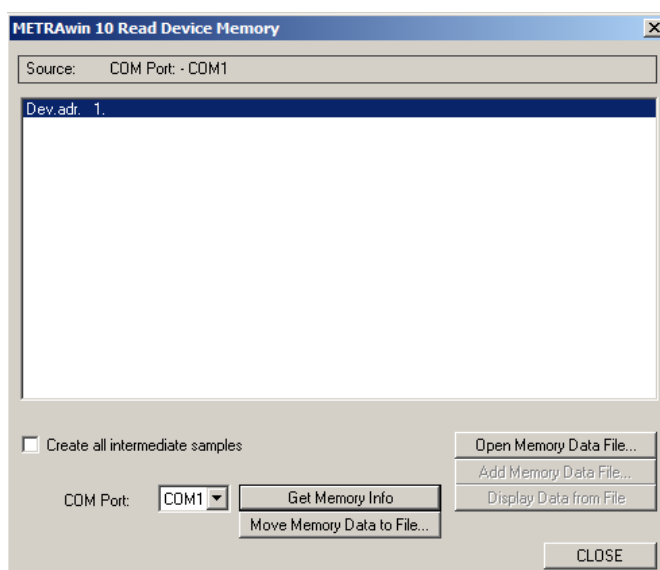 METRAwin 10 Read Device Memory
Source: COM Port: - COM1
Dev.adr. 1.
Create all intermediate samples
Open Memory Data File...
Add Memory Data File...
COM Port: COM1 Get Memory Info
Display Data from File
Move Memory Data to File...
CLOSE